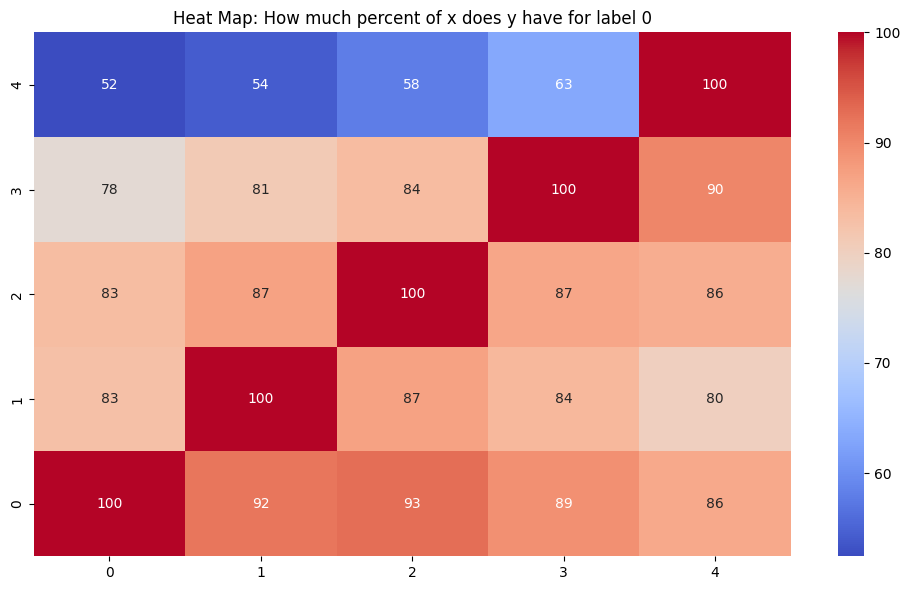 Heat Map: How much percent of x does y have for label 0
4 52 54 58 63 100
3 78 81 84 100 90
2 83 87 100 87 86
1 83 100 87 84 80
0 100 92 93 89 86
0 1 2 3 4
100
90
80
70
60